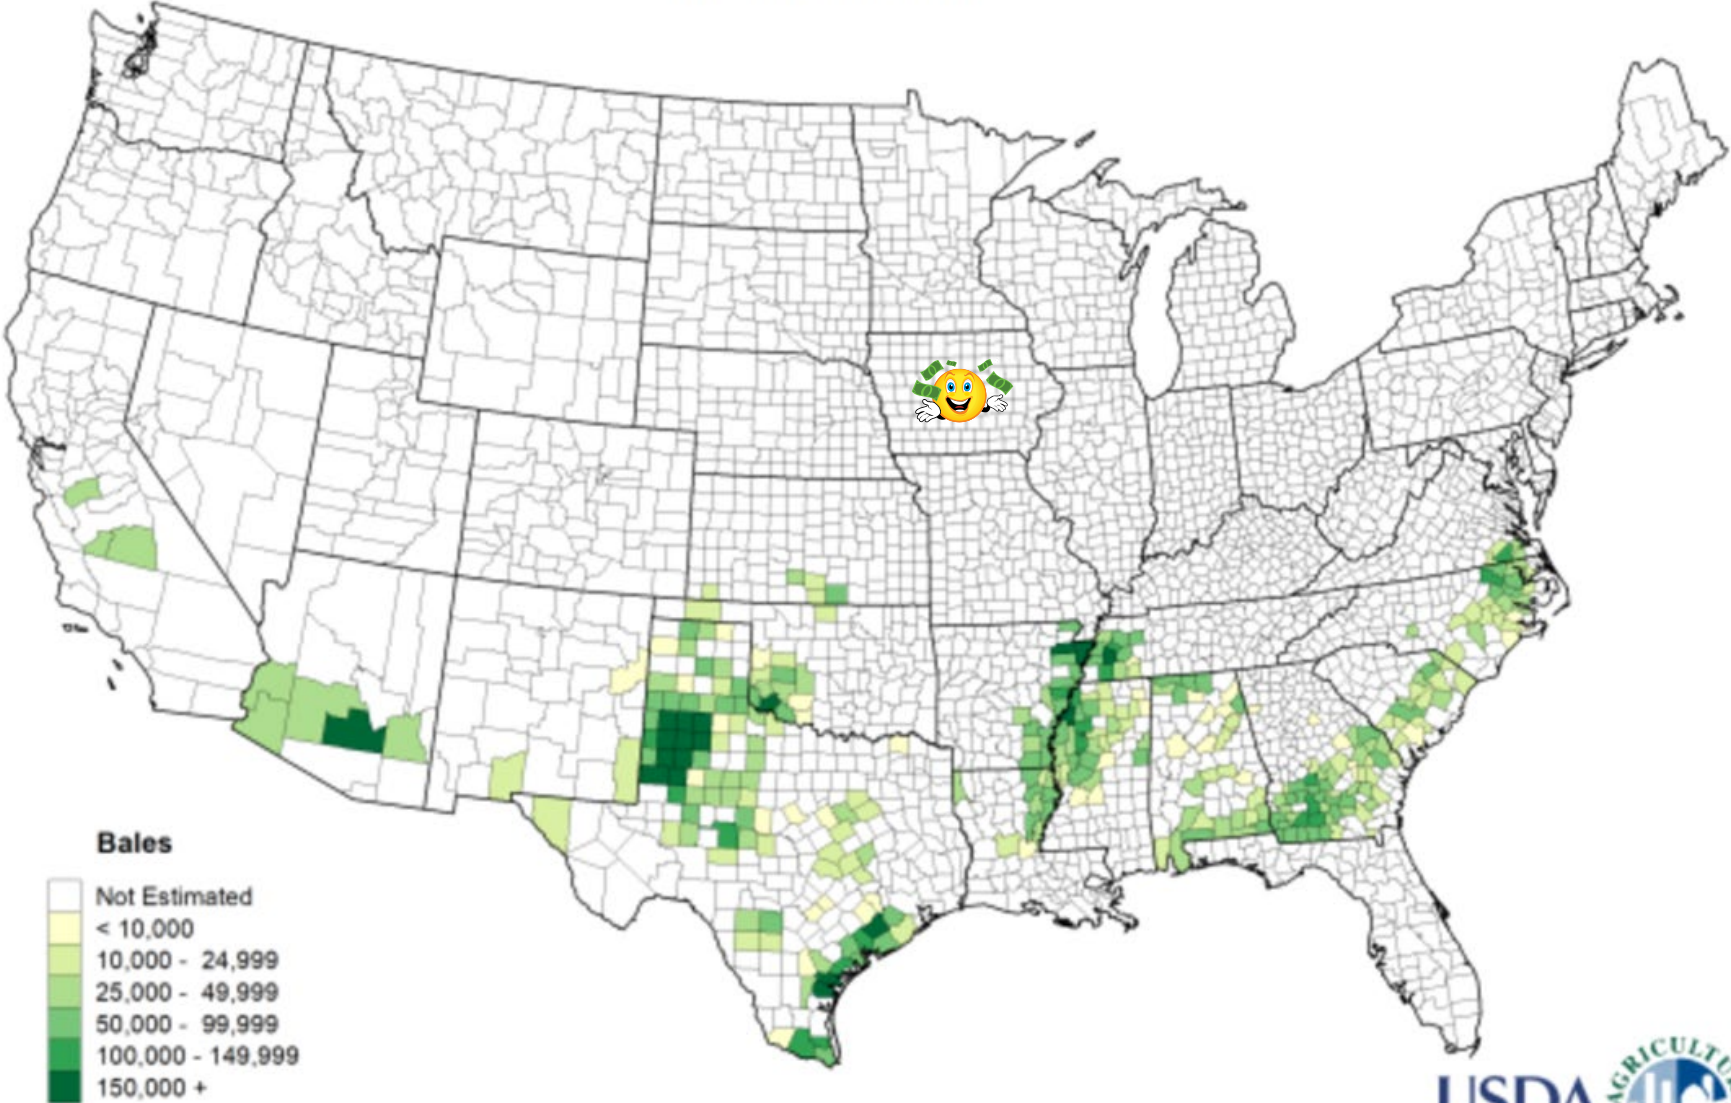 Bales
Not Estimated
< 10,000
10,000 - 24,999
25,000 - 49,999
50,000 - 99,999
100,000 - 149,999
150,000 +
USDA
AGRICULTU